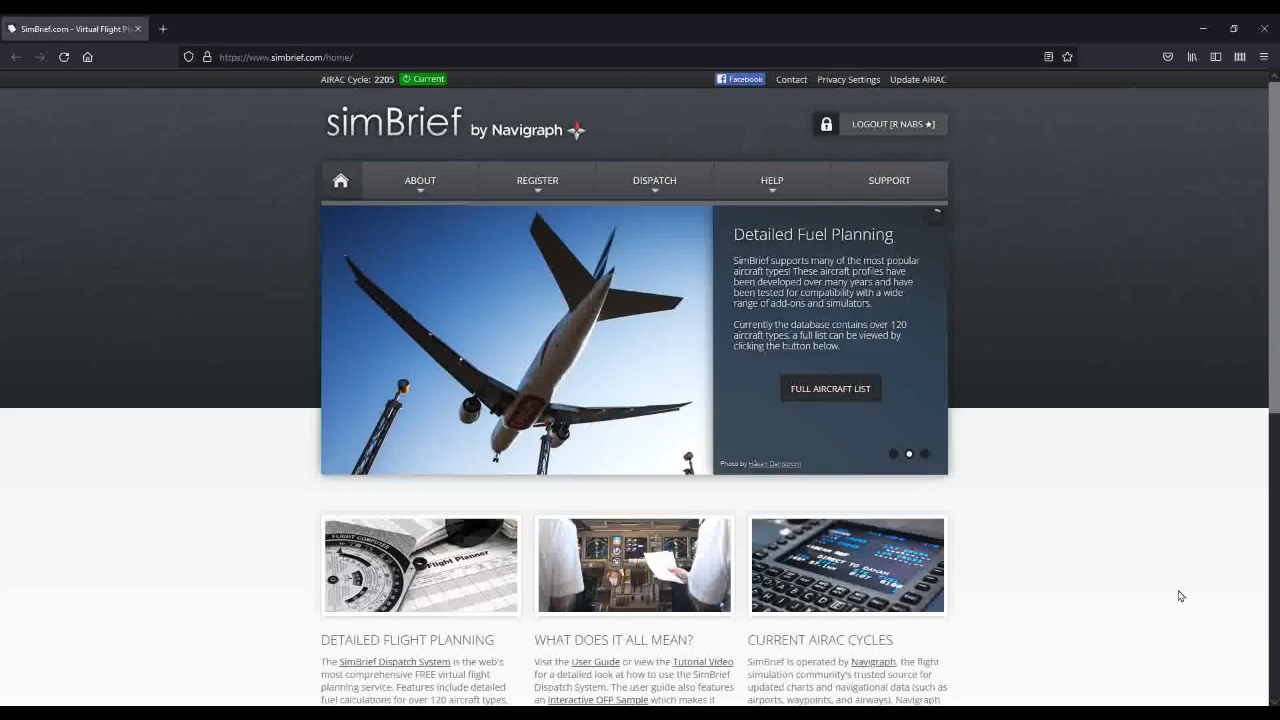 SimBrief.com - Virtual Flight Pl
https://www.simbrief.com/home/
AIRAC Cycle: 2205 Current
Facebook Contact Privacy Settings Update AIRAC
simBrief by Navigraph
LOGOUT [R NABS ★]
ABOUT REGISTER DISPATCH HELP SUPPORT
Detailed Fuel Planning
SimBrief supports many of the most popular
aircraft types! These aircraft profiles have
been developed over many years and have
been tested for compatibility with a wide
range of add-ons and simulators.
Currently the database contains over 120
aircraft types, a full list can be viewed by
clicking the button below.
FULL AIRCRAFT LIST
Photo by
FLIGHT COMPUTER
Flight Planner
DIRECT TO
DETAILED FLIGHT PLANNING
The SimBrief Dispatch System is the web's
most comprehensive FREE virtual flight
planning service. Features include detailed
fuel calculations for over 120 aircraft types,
WHAT DOES IT ALL MEAN?
Visit the User Guide or view the Tutorial Video
for a detailed look at how to use the SimBrief
Dispatch System. The user guide also features
an Interactive OFP Sample which makes it
CURRENT AIRAC CYCLES
SimBrief is operated by Navigraph, the flight
simulation community's trusted source for
updated charts and navigational data (such as
airports, waypoints, and airways). Navigraph